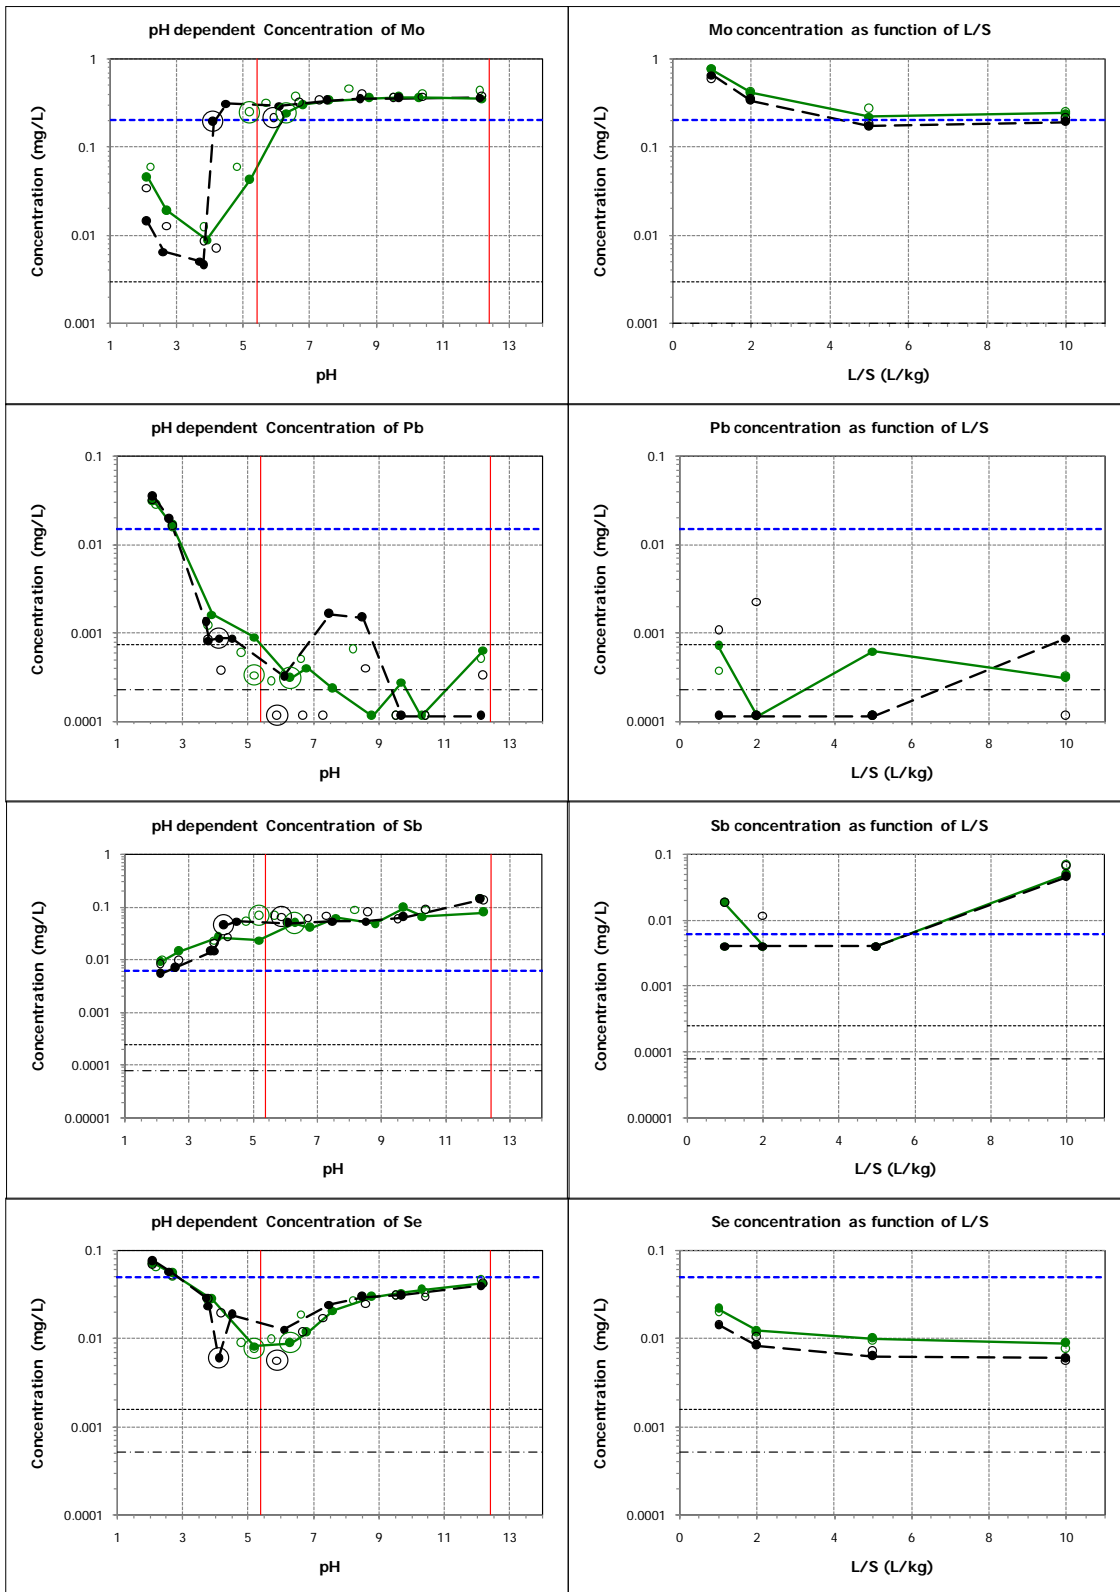 pH dependent Concentration of Mo
Concentration (mg/L)
1
0.1
0.01
0.001
1 3 5 7 9 11 13
pH
Mo concentration as function of L/S
Concentration (mg/L)
1
0.1
0.01
0.001
0 2 4 6 8 10
L/S (L/kg)
pH dependent Concentration of Pb
Concentration (mg/L)
0.1
0.01
0.001
0.0001
1 3 5 7 9 11 13
pH
Pb concentration as function of L/S
Concentration (mg/L)
0.1
0.01
0.001
0.0001
0 2 4 6 8 10
L/S (L/kg)
pH dependent Concentration of Sb
Concentration (mg/L)
1
0.1
0.01
0.001
0.0001
0.00001
1 3 5 7 9 11 13
pH
Sb concentration as function of L/S
Concentration (mg/L)
0.1
0.01
0.001
0.0001
0.00001
0 2 4 6 8 10
L/S (L/kg)
pH dependent Concentration of Se
Concentration (mg/L)
0.1
0.01
0.001
0.0001
1 3 5 7 9 11 13
pH
Se concentration as function of L/S
Concentration (mg/L)
0.1
0.01
0.001
0.0001
0 2 4 6 8 10
L/S (L/kg)